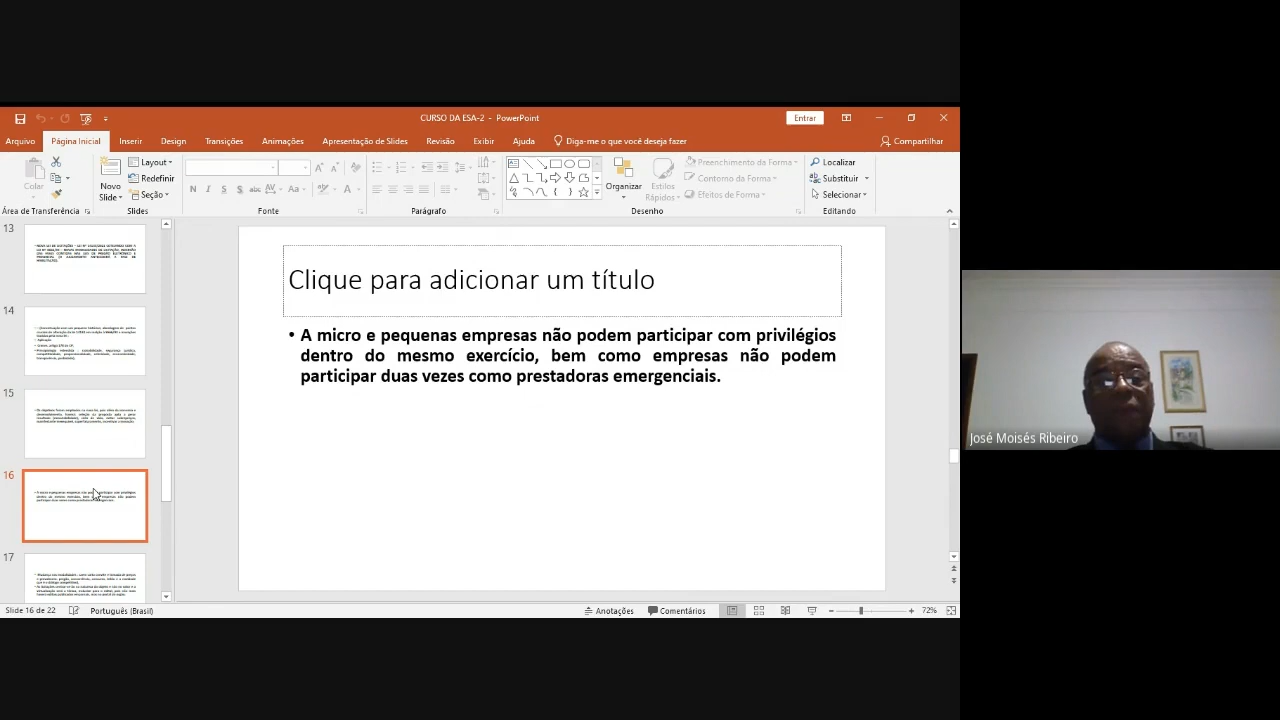 CURSO DA ESA-2 - PowerPoint
Entrar
Arquivo Página Inicial Inserir Design Transições Animações Apresentação de Slides Revisão Exibir Ajuda Diga-me o que você deseja fazer
Compartilhar
Colar
Novo Slide
Layout
Redefinir
Seção
N I S S abc AV Aa A
Organizar
Estilos Rápidos
Preenchimento da Forma
Contorno da Forma
Efeitos de Forma
Localizar
Substituir
Selecionar
Área de Transferência Slides Fonte Parágrafo Desenho Editando
13
14
15
16
17
Clique para adicionar um título
• A micro e pequenas empresas não podem participar com privilégios
dentro do mesmo exercício, bem como empresas não podem
participar duas vezes como prestadoras emergenciais.
José Moisés Ribeiro
Slide 16 de 22 Português (Brasil) Anotações Comentários 72%